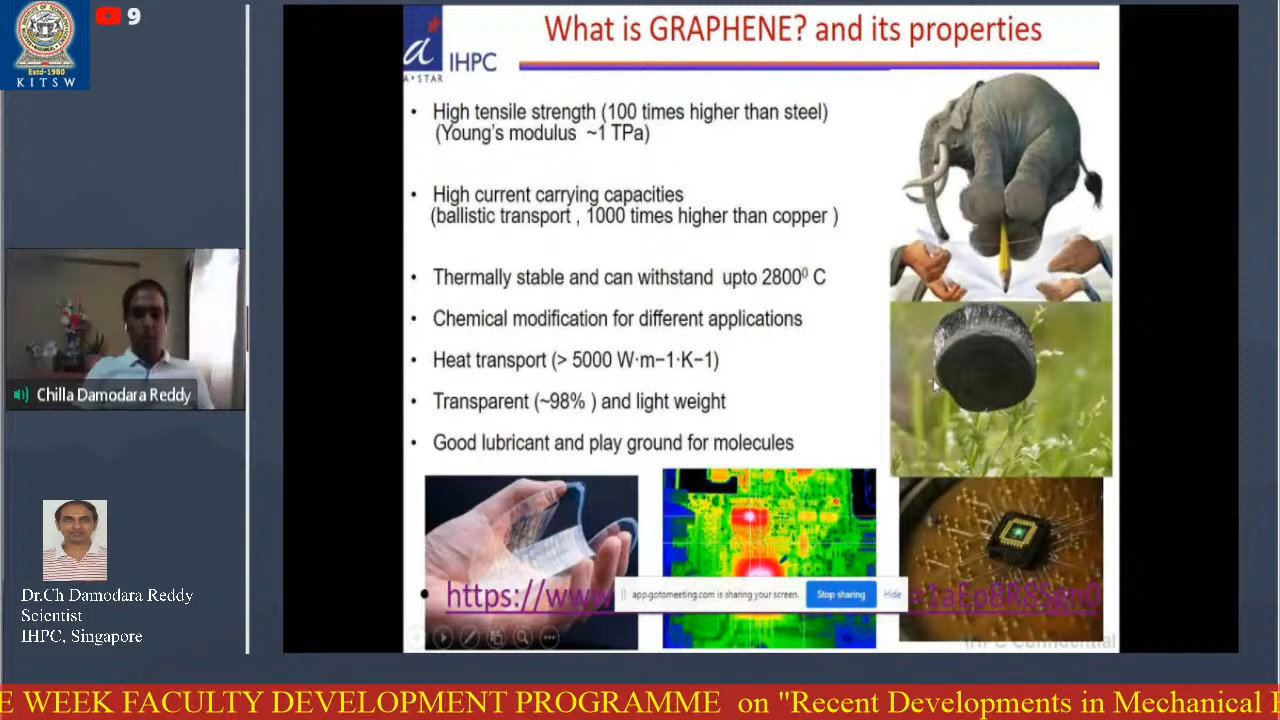 INSTITUTE OF TECHNOLOGY
WARANGAL
Estd-1980
KITSW
9
a
A★STAR
IHPC
What is GRAPHENE? and its properties
• High tensile strength (100 times higher than steel)
(Young's modulus ~1 TPa)
• High current carrying capacities
(ballistic transport , 1000 times higher than copper )
• Thermally stable and can withstand upto 2800⁰ C
• Chemical modification for different applications
• Heat transport (> 5000 W·m−1·K−1)
• Transparent (~98% ) and light weight
• Good lubricant and play ground for molecules
• https://www
app.gotomeeting.com is sharing your screen.
Stop sharing
Hide
IHPC Confidential
Chilla Damodara Reddy
Dr.Ch Damodara Reddy
Scientist
IHPC, Singapore
E WEEK FACULTY DEVELOPMENT PROGRAMME on "Recent Developments in Mechanical